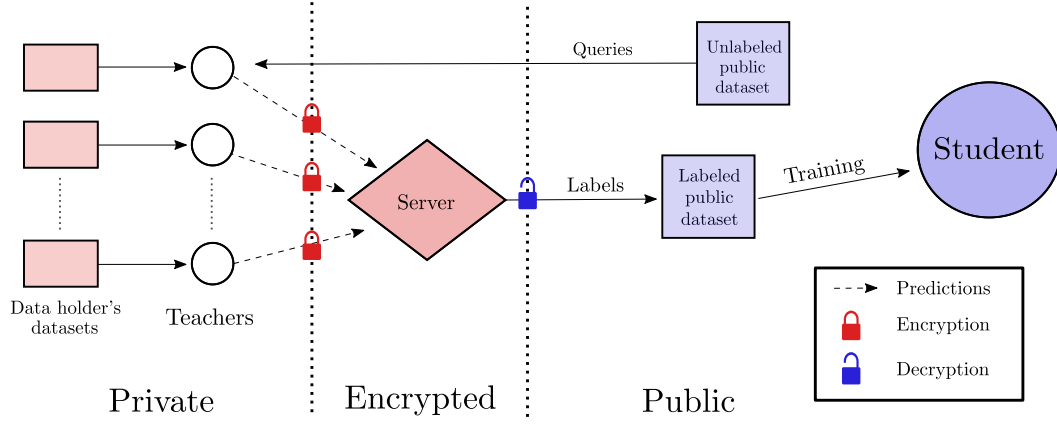 Queries
Unlabeled
public
dataset
Student
Training
Labels
Labeled
public
dataset
Server
Data holder's
datasets
Teachers
Predictions
Encryption
Decryption
Private
Encrypted
Public